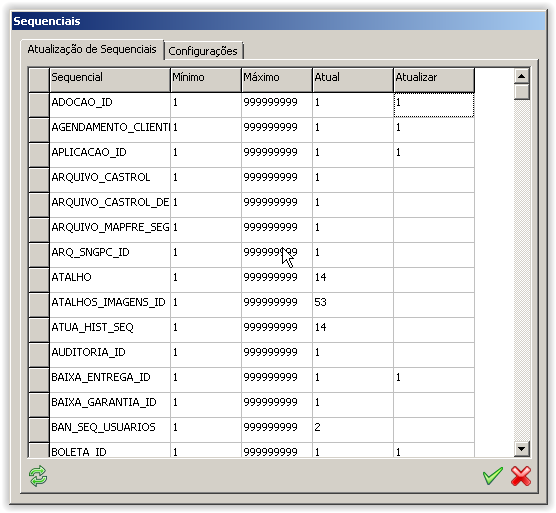 Sequenciais
Atualização de Sequenciais Configurações
Sequencial Mínimo Máximo Atual Atualizar
ADOCAO_ID 1 999999999 1 1
AGENDAMENTO_CLIENT 1 999999999 1 1
APLICACAO_ID 1 999999999 1 1
ARQUIVO_CASTROL 1 999999999 1
ARQUIVO_CASTROL_DE 1 999999999 1
ARQUIVO_MAPFRE_SEG 1 999999999 1
ARQ_SNGPC_ID 1 999999999 1
ATALHO 1 999999999 14
ATALHOS_IMAGENS_ID 1 999999999 53
ATUA_HIST_SEQ 1 999999999 14
AUDITORIA_ID 1 999999999 1
BAIXA_ENTREGA_ID 1 999999999 1 1
BAIXA_GARANTIA_ID 1 999999999 1
BAN_SEQ_USUARIOS 1 999999999 2
BOLETA_ID 1 999999999 1 1